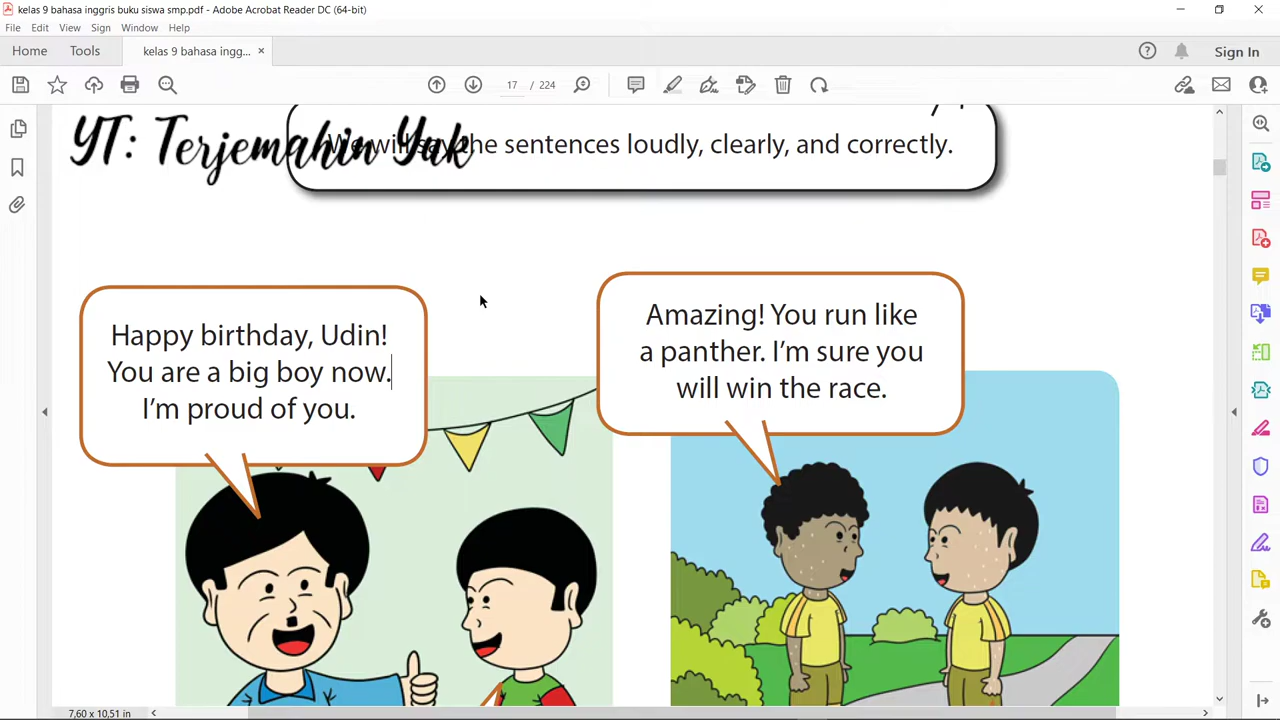 kelas 9 bahasa inggris buku siswa smp.pdf - Adobe Acrobat Reader DC (64-bit)
File Edit View Sign Window Help
Home Tools kelas 9 bahasa ingg... ×
Sign In
17 / 224
YT: Terjemahin Yuk
We will say the sentences loudly, clearly, and correctly.
Happy birthday, Udin!
You are a big boy now.
I'm proud of you.
Amazing! You run like
a panther. I'm sure you
will win the race.
7,60 x 10,51 in